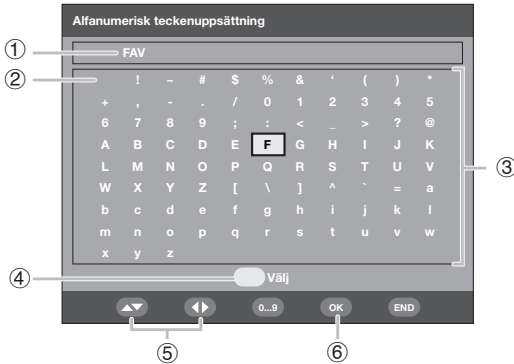 Alfanumerisk teckenuppsättning
① FAV
② ! ~ # $ % & ‘ ( ) *
+ , - . / 0 1 2 3 4 5
6 7 8 9 ; : < _ > ? @
A B C D E F G H I J K
③
L M N O P Q R S T U V
W X Y Z [ \ ] ^ ` = a
b c d e f g h i j k l
m n o p q r s t u v w
x y z
④ Välj
0...9 OK END
⑤ ⑥